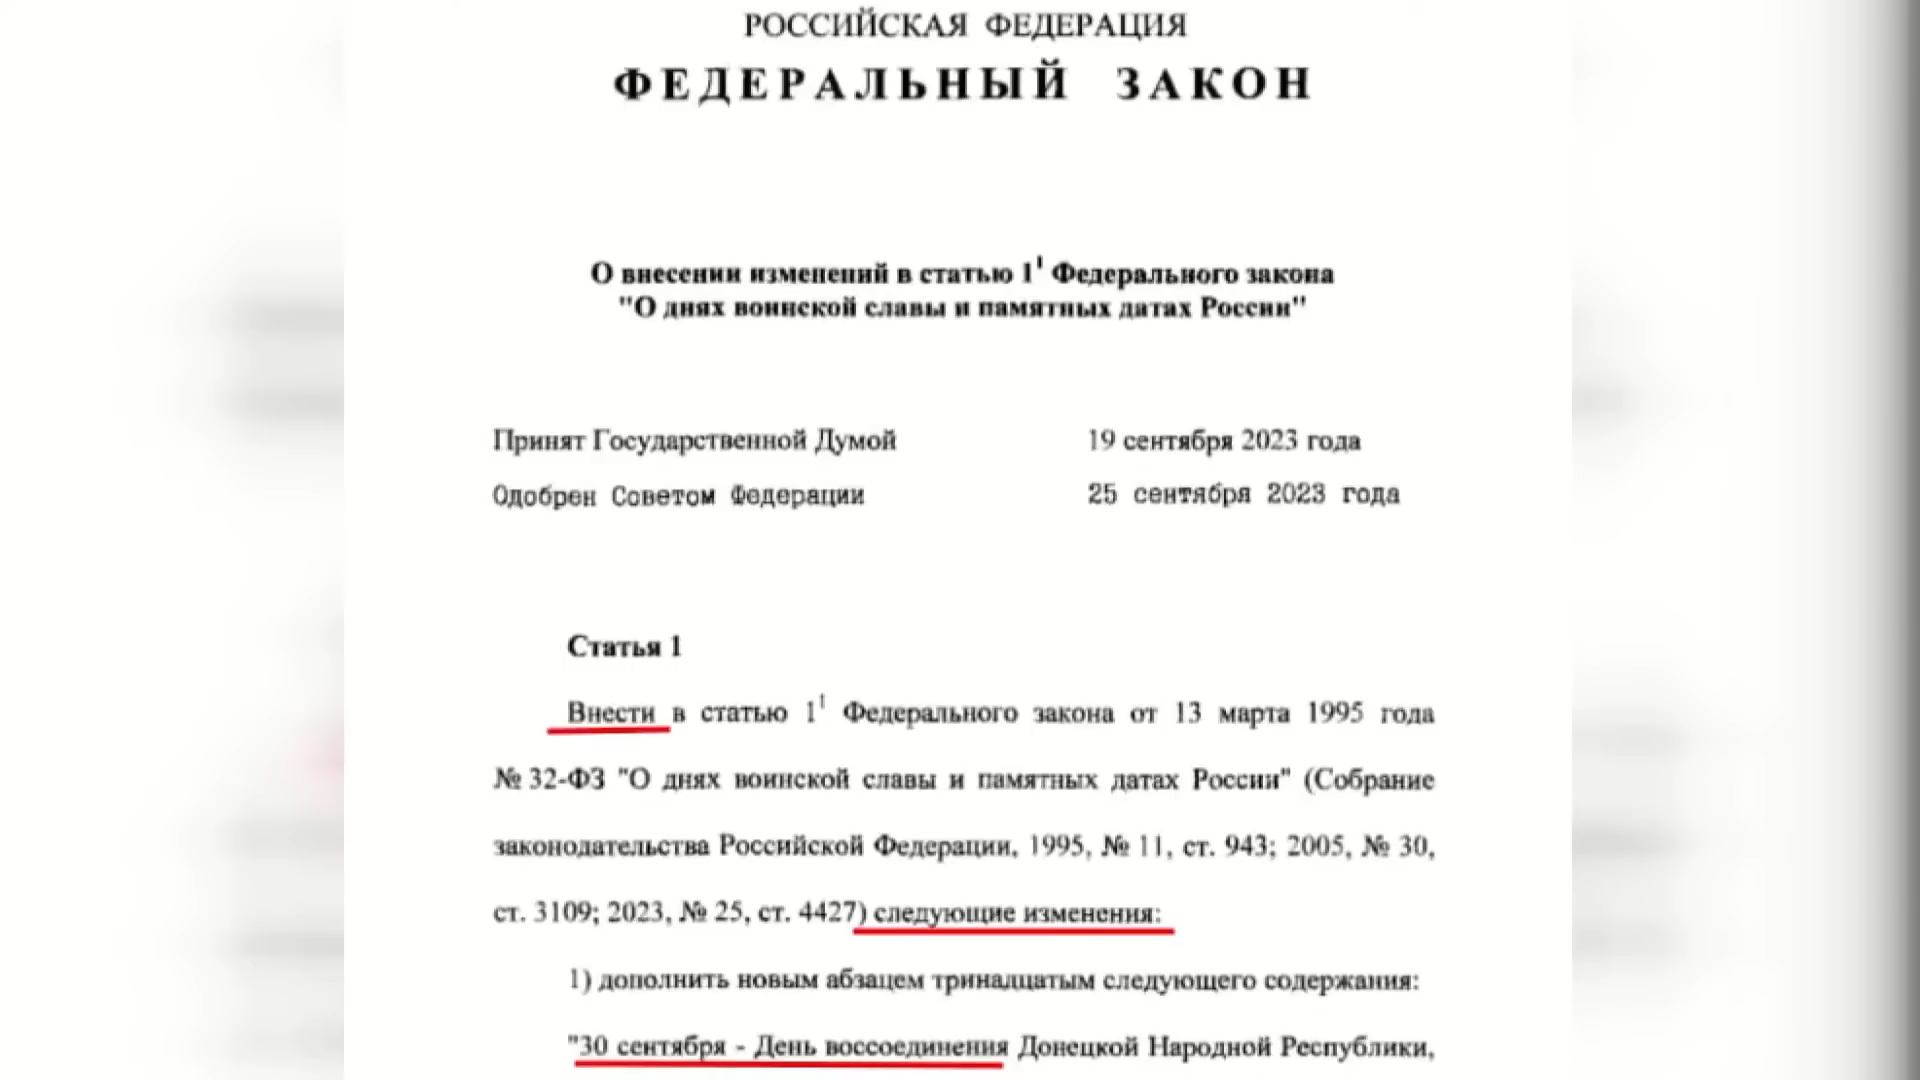 РОССИЙСКАЯ ФЕДЕРАЦИЯ
ФЕДЕРАЛЬНЫЙ ЗАКОН
О внесении изменений в статью 1¹ Федерального закона
"О днях воинской славы и памятных датах России"
Принят Государственной Думой 19 сентября 2023 года
Одобрен Советом Федерации 25 сентября 2023 года
Статья 1
Внести в статью 1¹ Федерального закона от 13 марта 1995 года
№ 32-ФЗ "О днях воинской славы и памятных датах России" (Собрание
законодательства Российской Федерации, 1995, № 11, ст. 943; 2005, № 30,
ст. 3109; 2023, № 25, ст. 4427) следующие изменения:
1) дополнить новым абзацем тринадцатым следующего содержания:
"30 сентября - День воссоединения Донецкой Народной Республики,